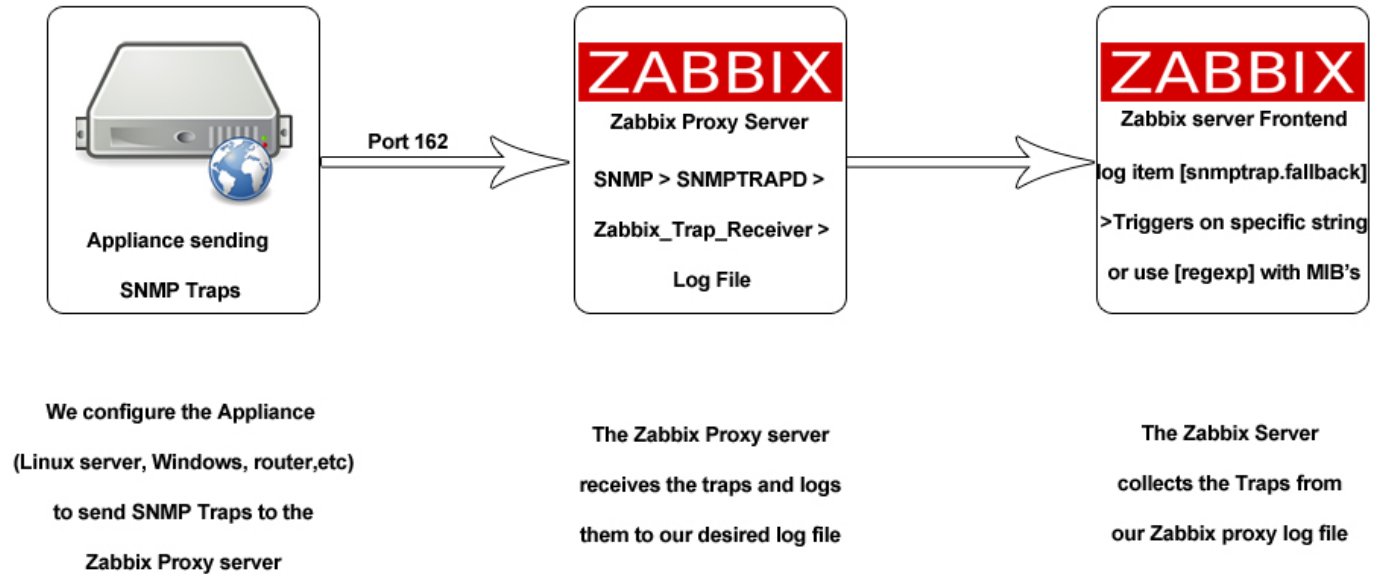 Appliance sending
SNMP Traps
Port 162
ZABBIX
Zabbix Proxy Server
SNMP > SNMPTRAPD >
Zabbix_Trap_Receiver >
Log File
ZABBIX
Zabbix server Frontend
log item [snmptrap.fallback]
>Triggers on specific string
or use [regexp] with MIB's
We configure the Appliance
(Linux server, Windows, router,etc)
to send SNMP Traps to the
Zabbix Proxy server
The Zabbix Proxy server
receives the traps and logs
them to our desired log file
The Zabbix Server
collects the Traps from
our Zabbix proxy log file